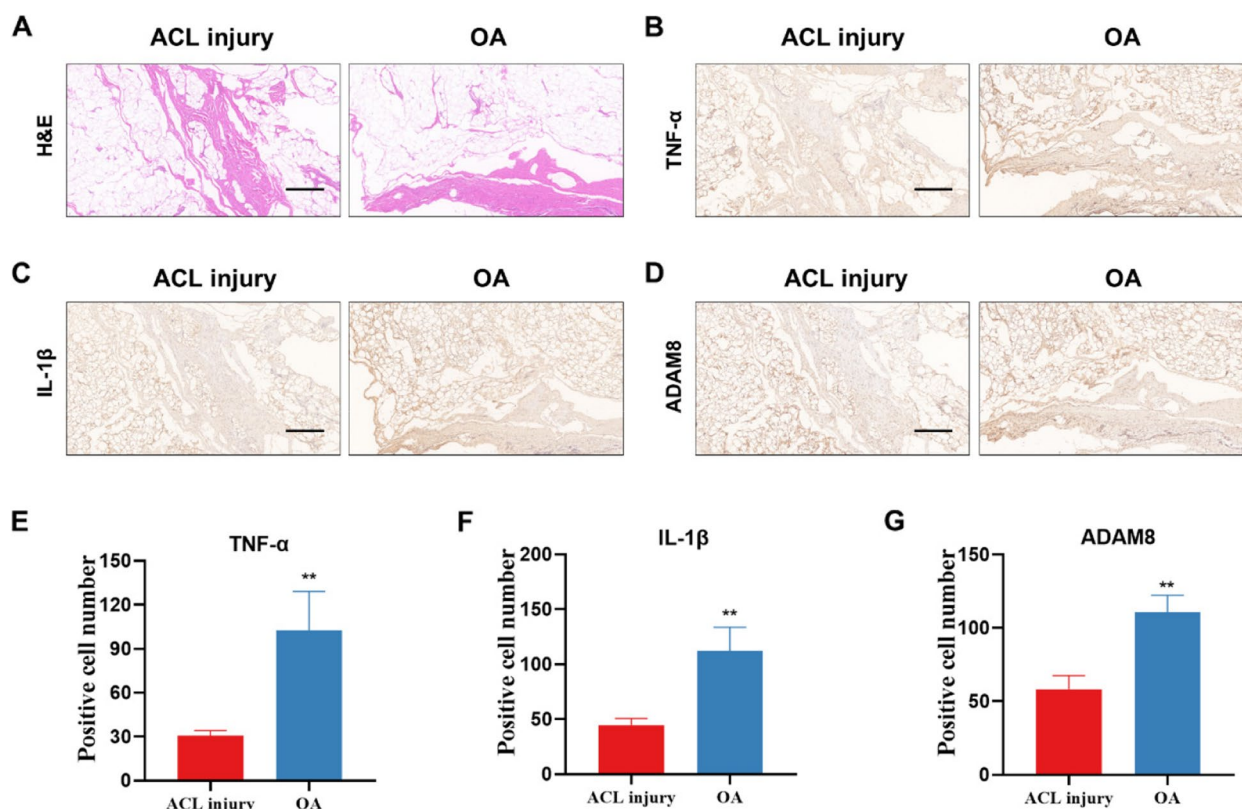 A
ACL injury
OA
H&E
B
ACL injury
OA
TNF-α
C
ACL injury
OA
IL-1β
D
ACL injury
OA
ADAM8
E
TNF-α
Positive cell number
150
120
90
60
30
0
**
ACL injury
OA
F
IL-1β
Positive cell number
200
150
100
50
0
**
ACL injury
OA
G
ADAM8
Positive cell number
150
100
50
0
**
ACL injury
OA